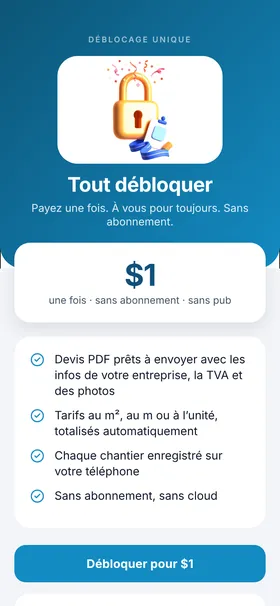 DÉBLOCAGE UNIQUE
Tout débloquer
Payez une fois. À vous pour toujours. Sans
abonnement.
$1
une fois · sans abonnement · sans pub
Devis PDF prêts à envoyer avec les
infos de votre entreprise, la TVA et
des photos
Tarifs au m², au m ou à l’unité,
totalisés automatiquement
Chaque chantier enregistré sur
votre téléphone
Sans abonnement, sans cloud
Débloquer pour $1